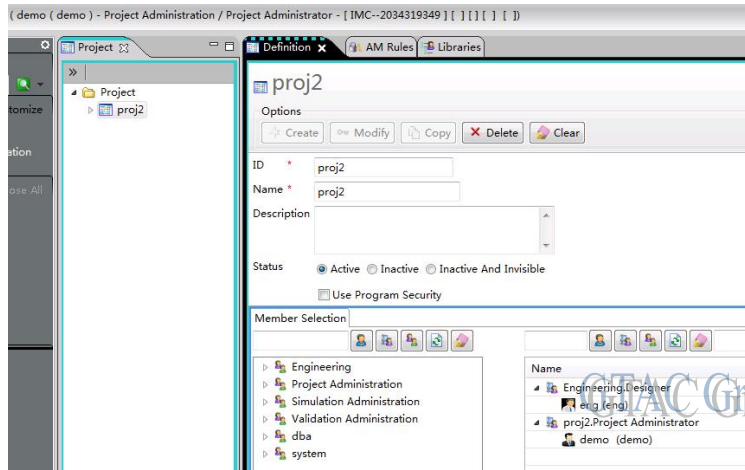 ( demo ( demo ) - Project Administration / Project Administrator - [ IMC--2034319349 ] [ ] [ ] [ ] [ ])
Project
Definition
AM Rules
Libraries
»
Project
proj2
tomize
ation
ose All
proj2
Options
Create
Modify
Copy
Delete
Clear
ID *
proj2
Name *
proj2
Description
Status
Active
Inactive
Inactive And Invisible
Use Program Security
Member Selection
Engineering
Project Administration
Simulation Administration
Validation Administration
dba
system
Name
Engineering.Designer
eng (eng)
proj2.Project Administrator
demo (demo)
GTAC